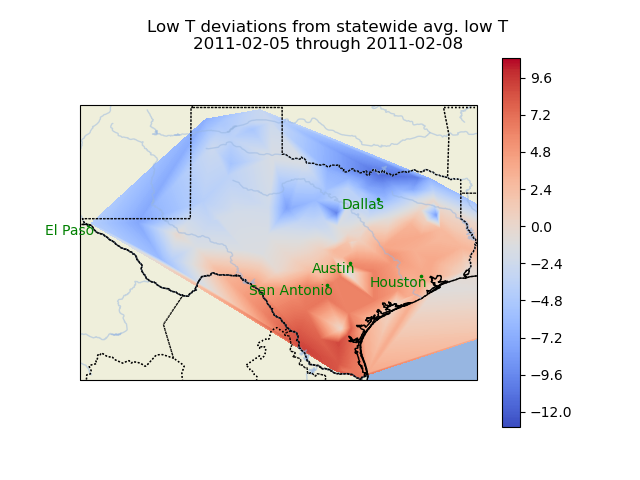 Low T deviations from statewide avg. low T
2011-02-05 through 2011-02-08
9.6
7.2
4.8
Dallas
2.4
El Paso
0.0
Austin
−2.4
San Antonio
Houston
−4.8
−7.2
−9.6
−12.0